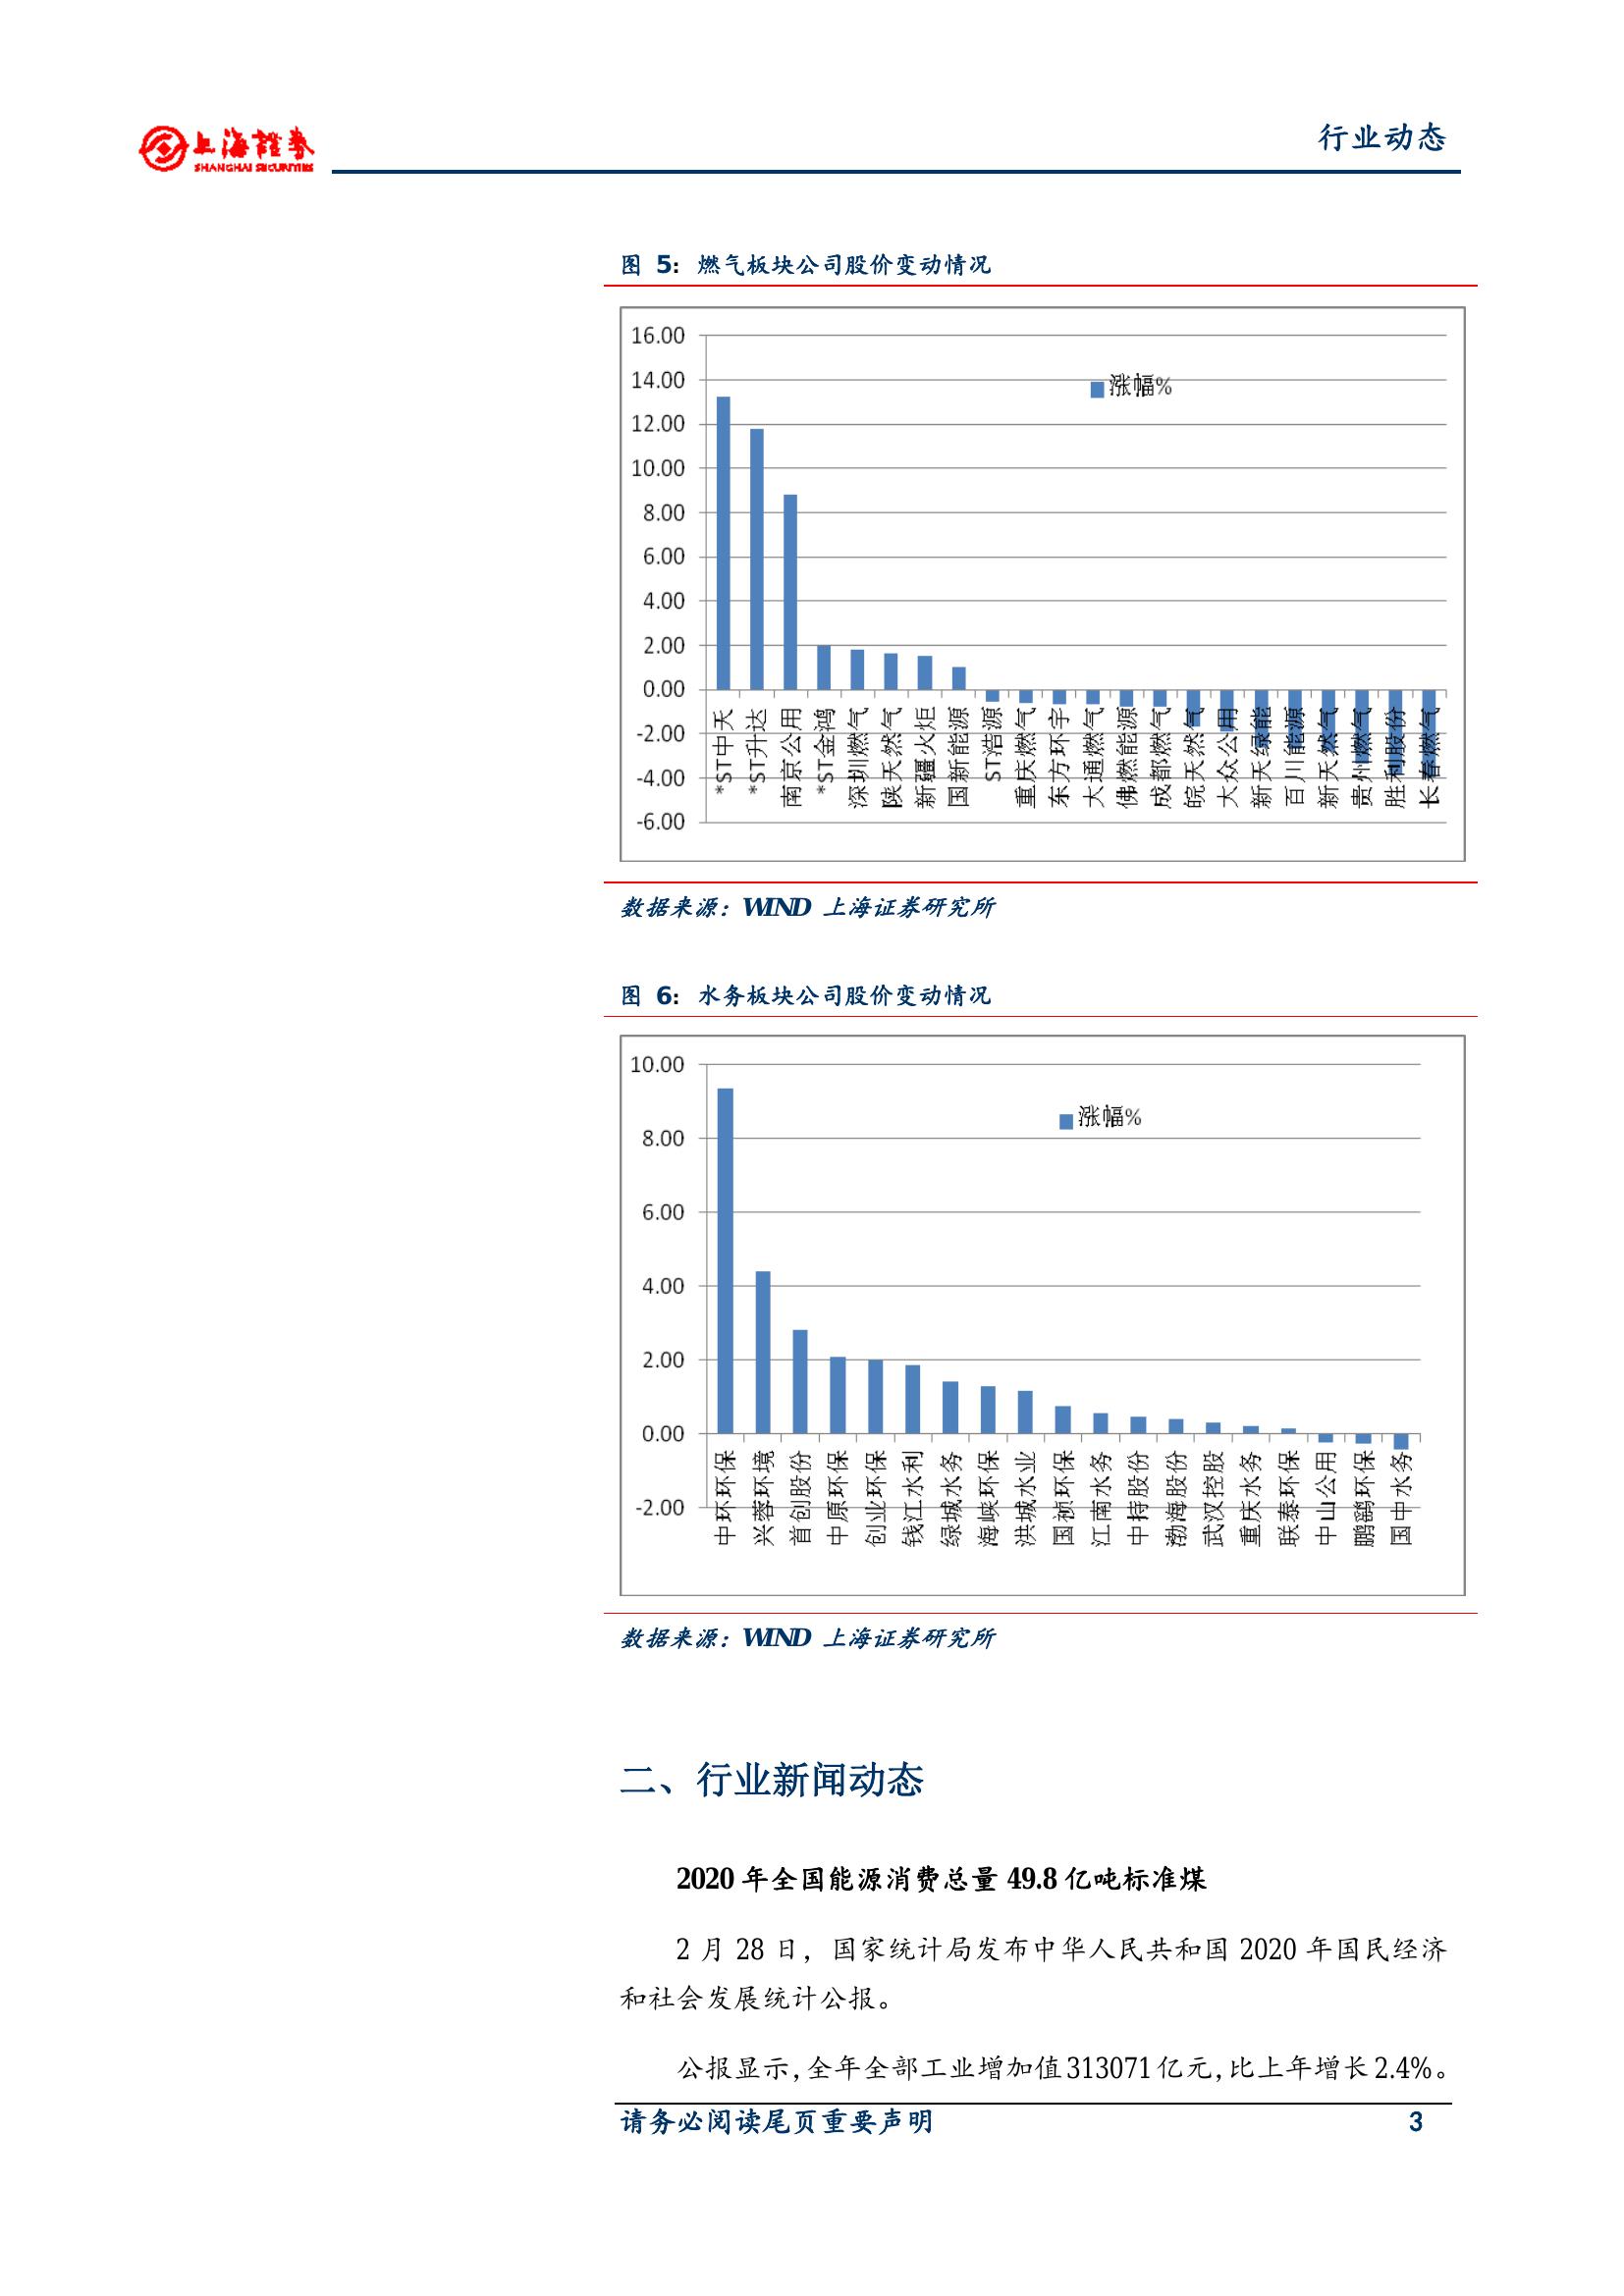 上海證券
SHANGHAI SECURITIES
行业动态
图 5: 燃气板块公司股价变动情况
16.00
14.00
12.00
10.00
8.00
6.00
4.00
2.00
0.00
-2.00
-4.00
-6.00
涨幅%
*ST中天
*ST升达
南京公用
*ST金鸿
深圳燃气
陕天然气
新疆火炬
国新能源
ST浩源
重庆燃气
东方环宇
大通燃气
佛燃能源
成都燃气
皖天然气
大众公用
新天绿能
百川能源
新天然气
贵州燃气
胜利股份
长春燃气
数据来源：WIND 上海证券研究所
图 6: 水务板块公司股价变动情况
10.00
8.00
6.00
4.00
2.00
0.00
-2.00
涨幅%
中环环保
兴蓉环境
首创股份
中原环保
创业环保
钱江水利
绿城水务
海峡环保
洪城水业
国祯环保
江南水务
中持股份
渤海股份
武汉控股
重庆水务
联泰环保
中山公用
鹏鹞环保
国中水务
数据来源：WIND 上海证券研究所
二、行业新闻动态
2020 年全国能源消费总量 49.8 亿吨标准煤
2 月 28 日，国家统计局发布中华人民共和国 2020 年国民经济
和社会发展统计公报。
公报显示，全年全部工业增加值 313071 亿元，比上年增长 2.4%。
请务必阅读尾页重要声明
3